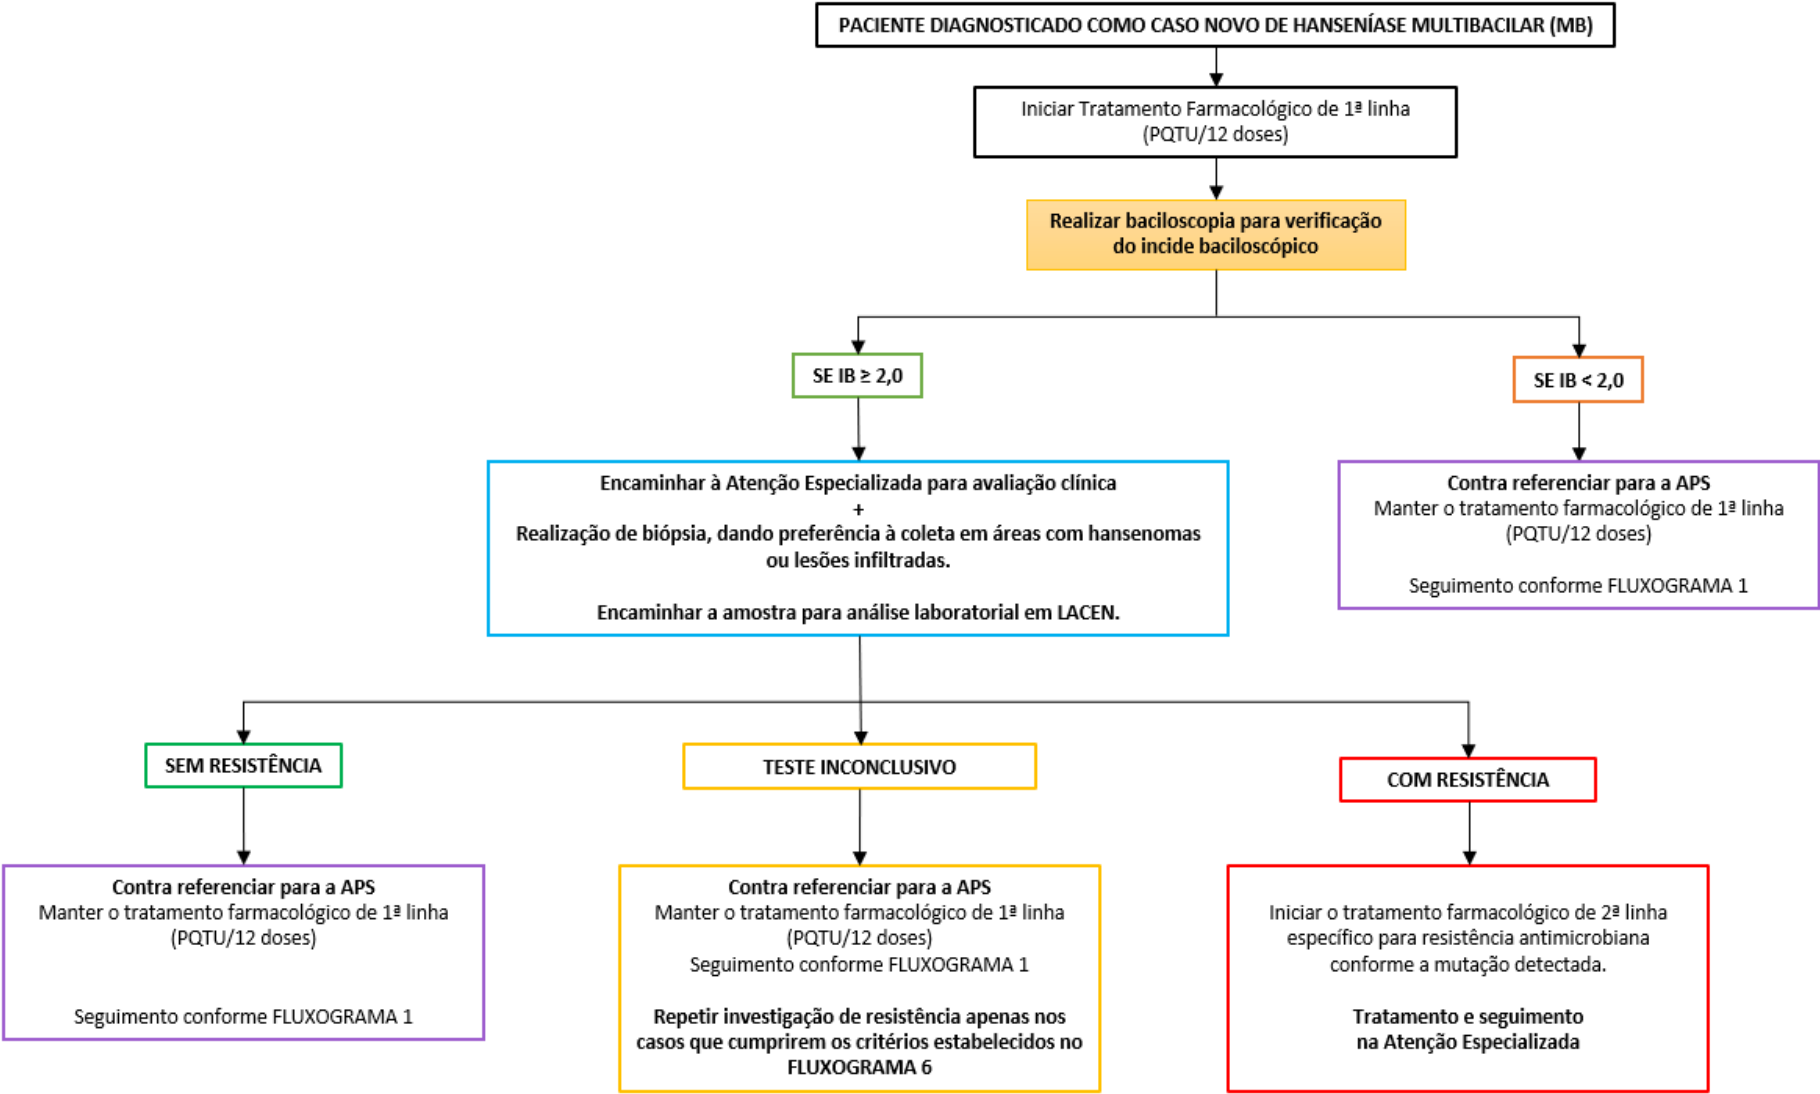 PACIENTE DIAGNOSTICADO COMO CASO NOVO DE HANSENÍASE MULTIBACILAR (MB)
Iniciar Tratamento Farmacológico de 1ª linha
(PQTU/12 doses)
Realizar baciloscopia para verificação
do incide baciloscópico
SE IB ≥ 2,0
SE IB < 2,0
Encaminhar à Atenção Especializada para avaliação clínica
+
Realização de biópsia, dando preferência à coleta em áreas com hansenomas
ou lesões infiltradas.
Encaminhar a amostra para análise laboratorial em LACEN.
Contra referenciar para a APS
Manter o tratamento farmacológico de 1ª linha
(PQTU/12 doses)
Seguimento conforme FLUXOGRAMA 1
SEM RESISTÊNCIA
TESTE INCONCLUSIVO
COM RESISTÊNCIA
Contra referenciar para a APS
Manter o tratamento farmacológico de 1ª linha
(PQTU/12 doses)
Seguimento conforme FLUXOGRAMA 1
Contra referenciar para a APS
Manter o tratamento farmacológico de 1ª linha
(PQTU/12 doses)
Seguimento conforme FLUXOGRAMA 1
Repetir investigação de resistência apenas nos
casos que cumprirem os critérios estabelecidos no
FLUXOGRAMA 6
Iniciar o tratamento farmacológico de 2ª linha
específico para resistência antimicrobiana
conforme a mutação detectada.
Tratamento e seguimento
na Atenção Especializada